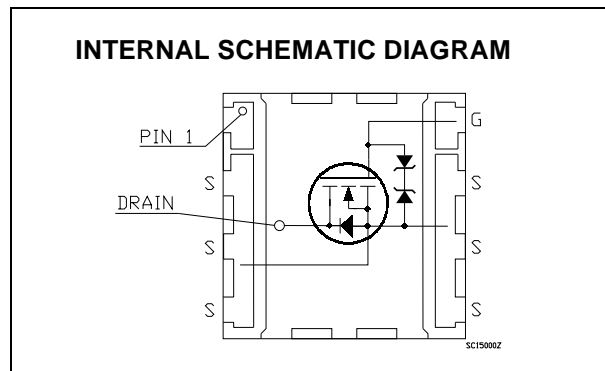 INTERNAL SCHEMATIC DIAGRAM
PIN 1
G
S
S
DRAIN
S
S
S
S
SC15000Z